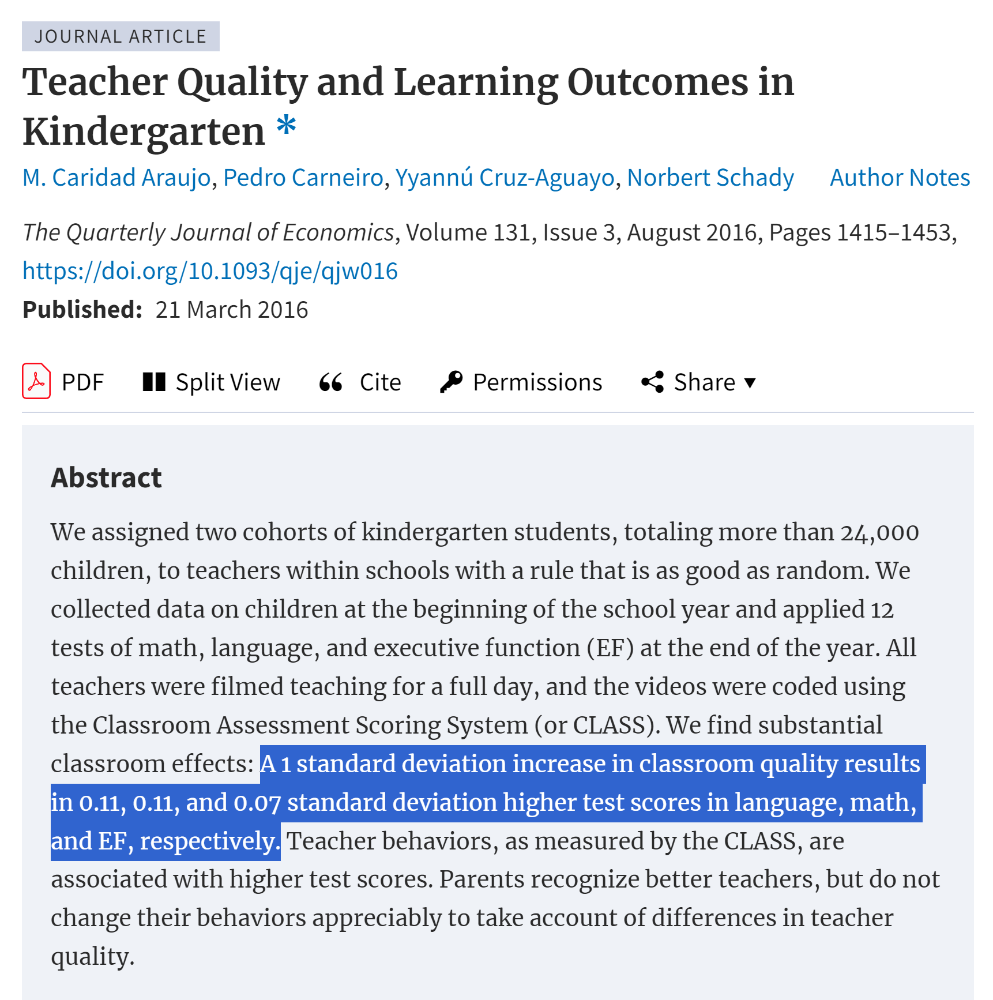 JOURNAL ARTICLE
Teacher Quality and Learning Outcomes in
Kindergarten *
M. Caridad Araujo, Pedro Carneiro, Yyannú Cruz-Aguayo, Norbert Schady Author Notes
The Quarterly Journal of Economics, Volume 131, Issue 3, August 2016, Pages 1415–1453,
https://doi.org/10.1093/qje/qjw016
Published: 21 March 2016
PDF Split View Cite Permissions Share
Abstract
We assigned two cohorts of kindergarten students, totaling more than 24,000
children, to teachers within schools with a rule that is as good as random. We
collected data on children at the beginning of the school year and applied 12
tests of math, language, and executive function (EF) at the end of the year. All
teachers were filmed teaching for a full day, and the videos were coded using
the Classroom Assessment Scoring System (or CLASS). We find substantial
classroom effects: A 1 standard deviation increase in classroom quality results
in 0.11, 0.11, and 0.07 standard deviation higher test scores in language, math,
and EF, respectively. Teacher behaviors, as measured by the CLASS, are
associated with higher test scores. Parents recognize better teachers, but do not
change their behaviors appreciably to take account of differences in teacher
quality.